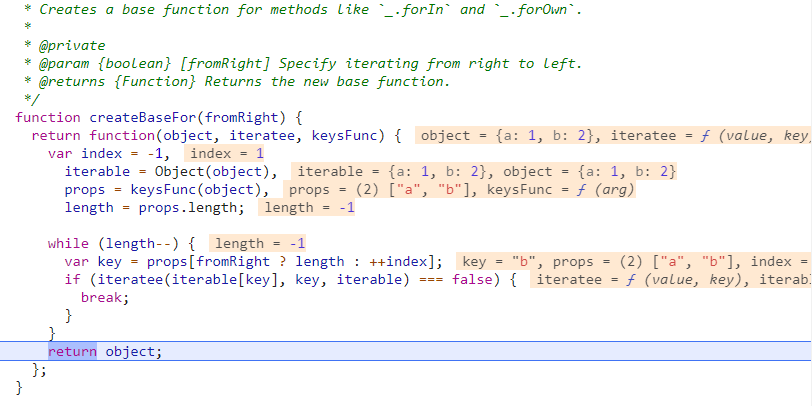 * Creates a base function for methods like `_.forIn` and `_.forOwn`.
*
* @private
* @param {boolean} [fromRight] Specify iterating from right to left.
* @returns {Function} Returns the new base function.
*/
function createBaseFor(fromRight) {
return function(object, iteratee, keysFunc) { object = {a: 1, b: 2}, iteratee = ƒ (value, key,
var index = -1, index = 1
iterable = Object(object), iterable = {a: 1, b: 2}, object = {a: 1, b: 2}
props = keysFunc(object), props = (2) ["a", "b"], keysFunc = ƒ (arg)
length = props.length; length = -1
while (length--) { length = -1
var key = props[fromRight ? length : ++index]; key = "b", props = (2) ["a", "b"], index =
if (iteratee(iterable[key], key, iterable) === false) { iteratee = ƒ (value, key), iterab
break;
}
}
return object;
};
}